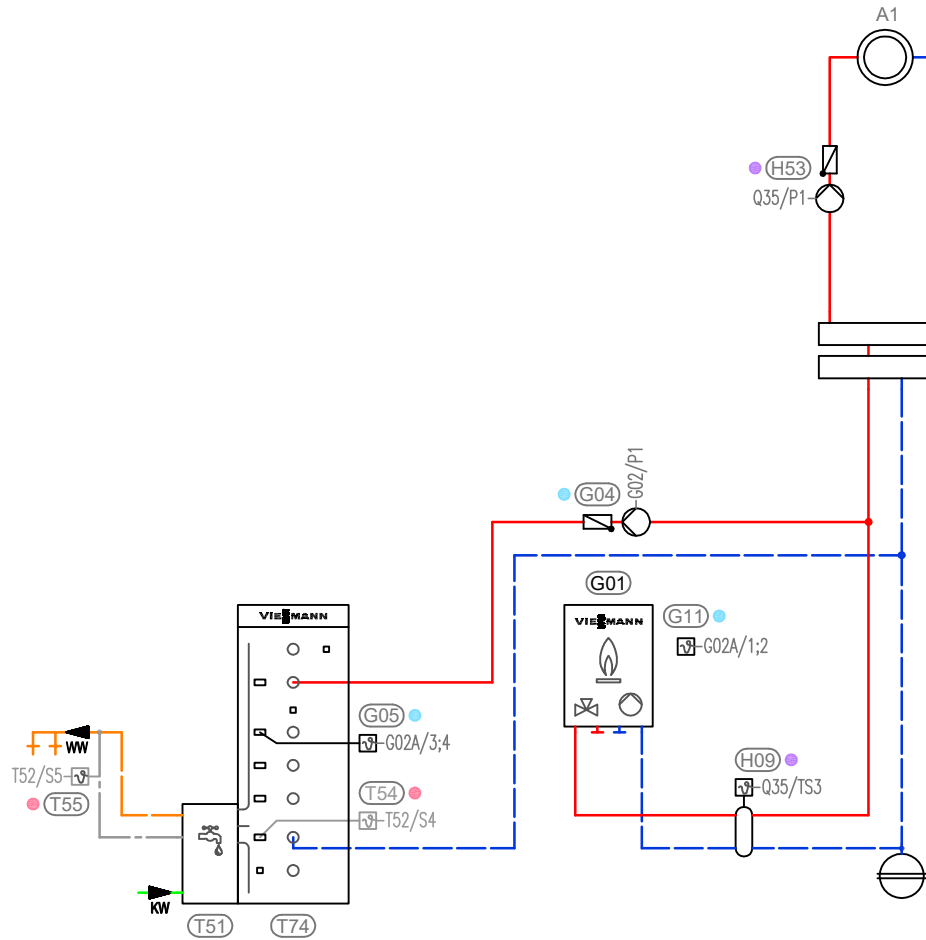 A1
H53
Q35/P1
G02/P1
G04
G01
VIESMANN
VIESMANN
G11
G02A/1;2
G05
G02A/3;4
WW
T52/S5
T55
T54
T52/S4
H09
Q35/TS3
KW
T51
T74